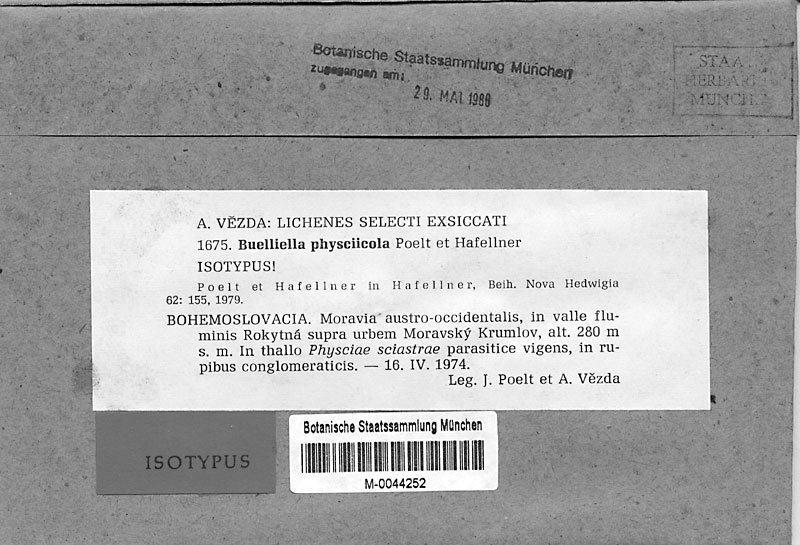 Botanische Staatssammlung München
zugegangen am:
29. MAI 1980
STAA
HERBAR
MÜNCH
A. VĚZDA: LICHENES SELECTI EXSICCATI
1675. Buelliella physciicola Poelt et Hafellner
ISOTYPUS!
Poelt et Hafellner in Hafellner, Beih. Nova Hedwigia
62: 155, 1979.
BOHEMOSLOVACIA. Moravia austro-occidentalis, in valle flu-
minis Rokytná supra urbem Moravský Krumlov, alt. 280 m
s. m. In thallo Physciae sciastrae parasitice vigens, in ru-
pibus conglomeraticis. — 16. IV. 1974.
Leg. J. Poelt et A. Vězda
ISOTYPUS
Botanische Staatssammlung München
M-0044252